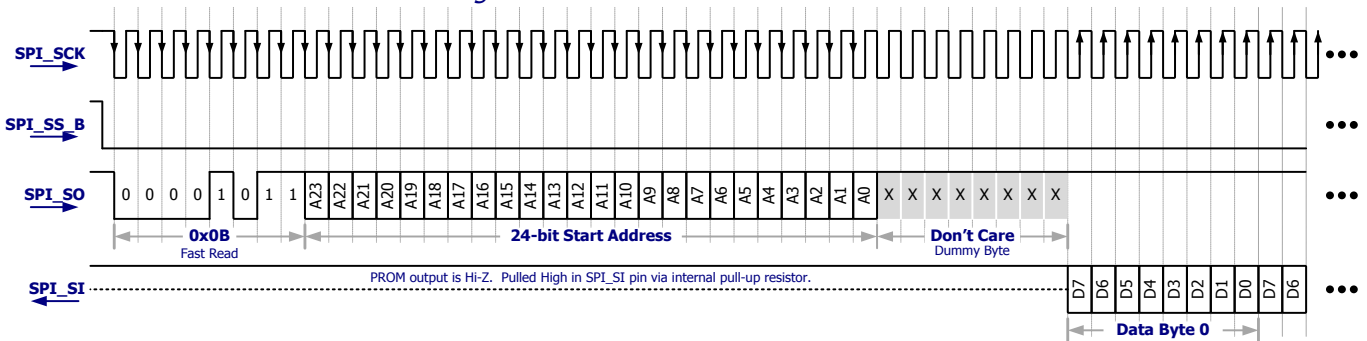 SPI_SCK
SPI_SS_B
SPI_SO 0 0 0 0 1 0 1 1 A23 A22 A21 A20 A19 A18 A17 A16 A15 A14 A13 A12 A11 A10 A9 A8 A7 A6 A5 A4 A3 A2 A1 A0 X X X X X X X X
0x0B 24-bit Start Address Don't Care
Fast Read Dummy Byte
PROM output is Hi-Z. Pulled High in SPI_SI pin via internal pull-up resistor.
SPI_SI D7 D6 D5 D4 D3 D2 D1 D0 D7 D6
Data Byte 0